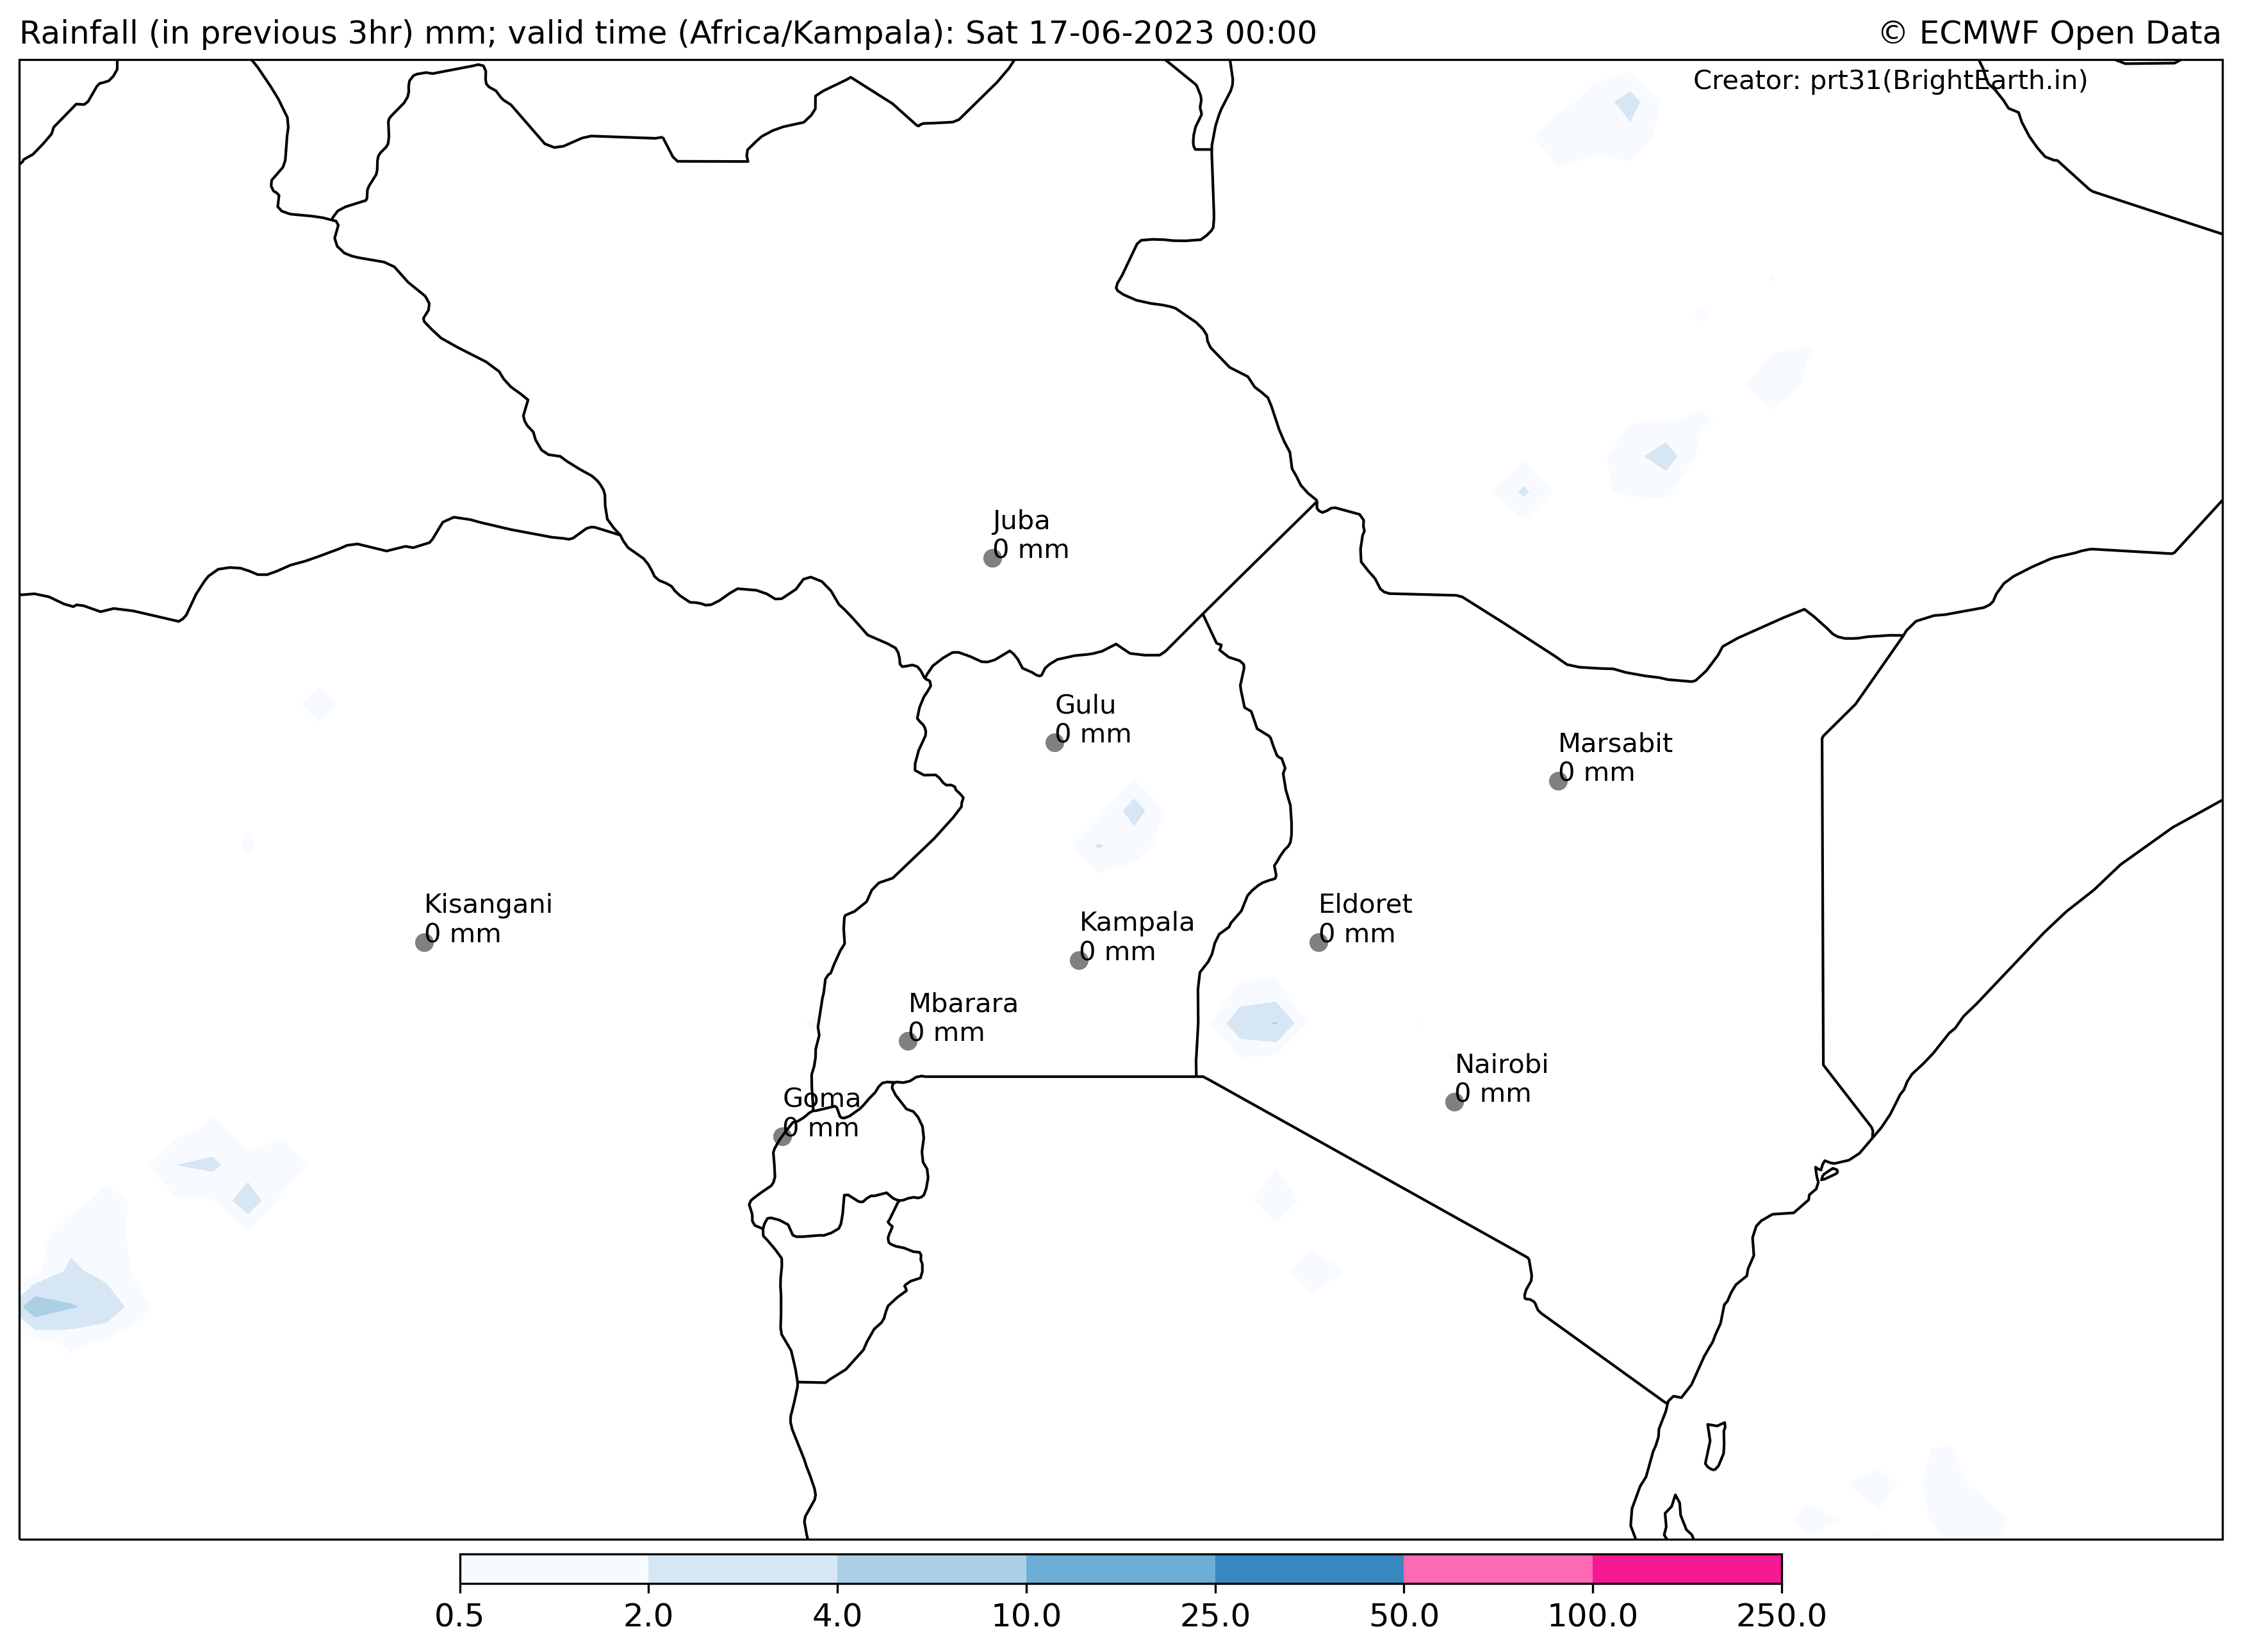 Rainfall (in previous 3hr) mm; valid time (Africa/Kampala): Sat 17-06-2023 00:00
© ECMWF Open Data
Creator: prt31(BrightEarth.in)
Juba
0 mm
Gulu
0 mm
Marsabit
0 mm
Kisangani
0 mm
Kampala
0 mm
Eldoret
0 mm
Mbarara
0 mm
Nairobi
0 mm
Goma
0 mm
0.5 2.0 4.0 10.0 25.0 50.0 100.0 250.0